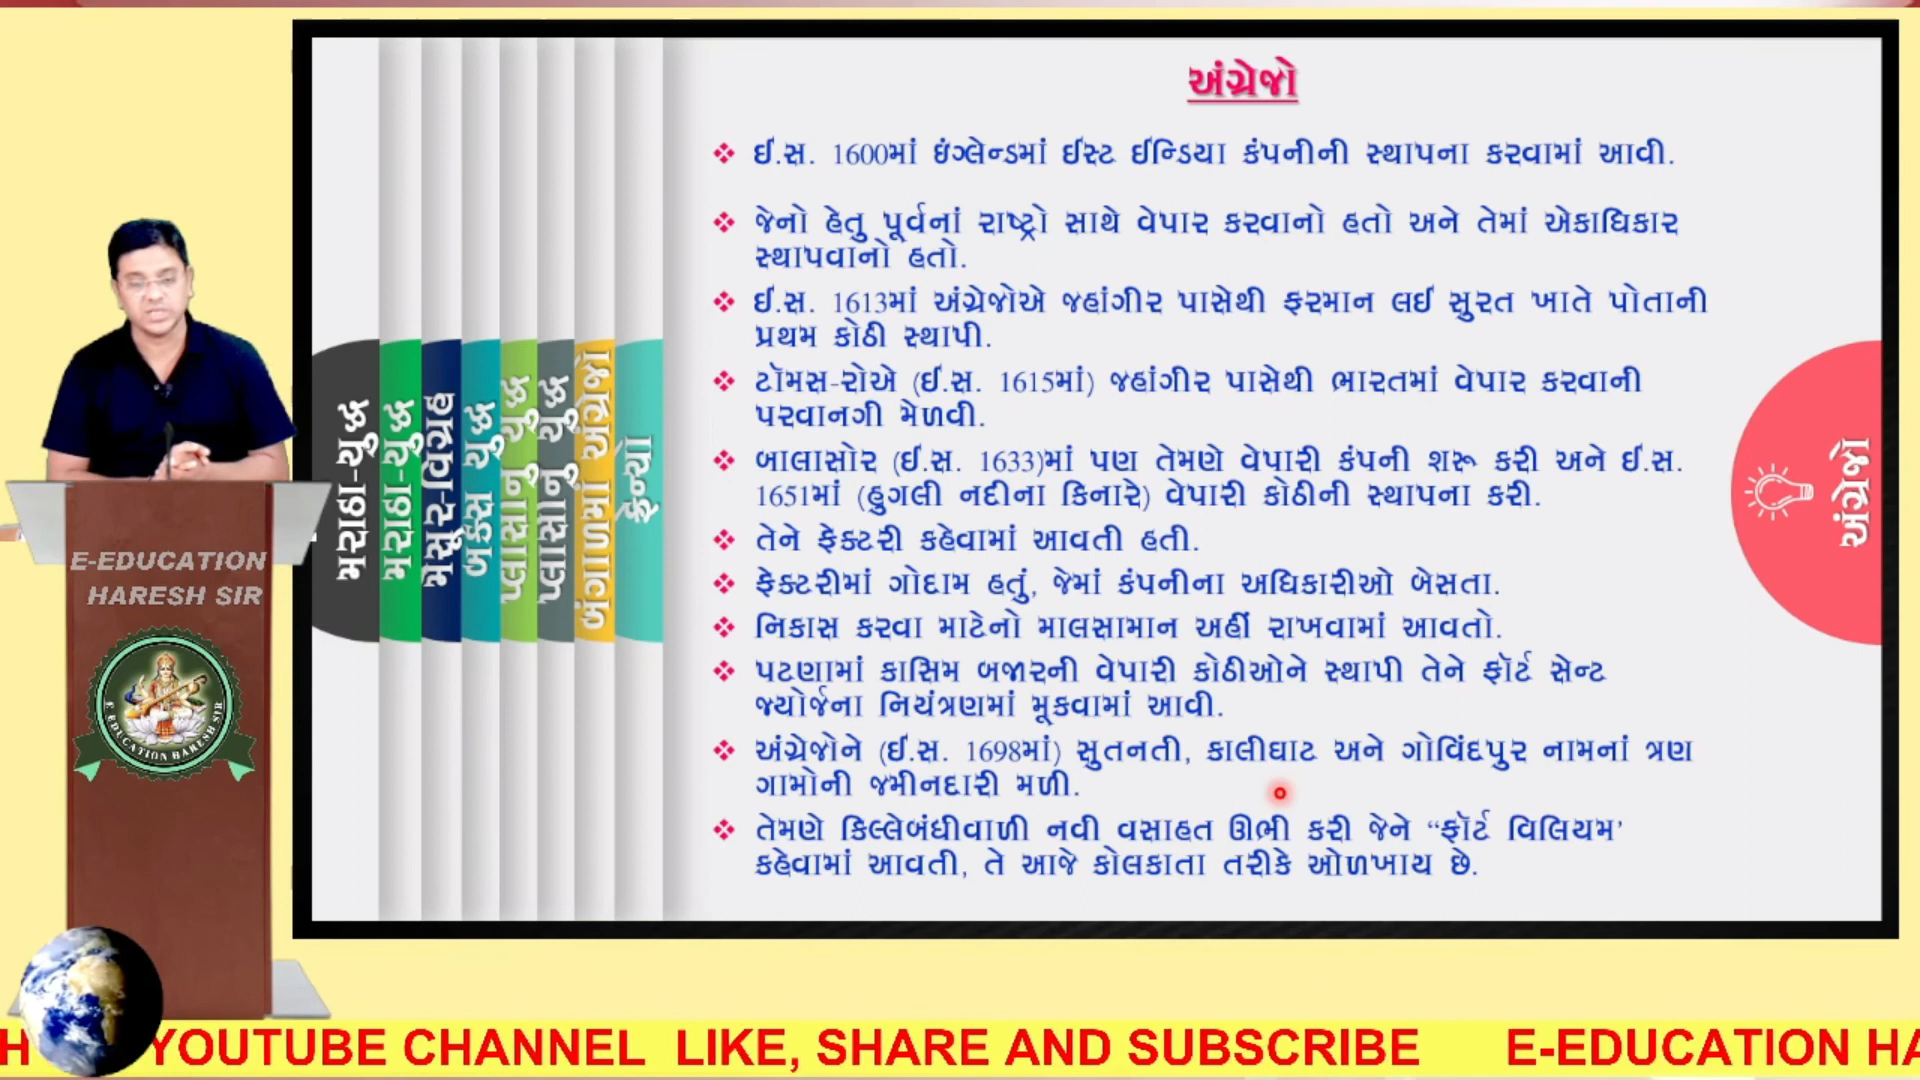 અંગ્રેજો
❖ ઈ.સ. 1600માં ઇંગ્લેન્ડમાં ઈસ્ટ ઈન્ડિયા કંપનીની સ્થાપના કરવામાં આવી.
❖ જેનો હેતુ પૂર્વનાં રાષ્ટ્રો સાથે વેપાર કરવાનો હતો અને તેમાં એકાધિકાર
સ્થાપવાનો હતો.
❖ ઈ.સ. 1613માં અંગ્રેજોએ જહાંગીર પાસેથી ફરમાન લઈ સુરત ખાતે પોતાની
પ્રથમ કોઠી સ્થાપી.
❖ ટૉમસ-રોએ (ઈ.સ. 1615માં) જહાંગીર પાસેથી ભારતમાં વેપાર કરવાની
પરવાનગી મેળવી.
❖ બાલાસોર (ઈ.સ. 1633)માં પણ તેમણે વેપારી કંપની શરૂ કરી અને ઈ.સ.
1651માં (હુગલી નદીના કિનારે) વેપારી કોઠીની સ્થાપના કરી.
❖ તેને ફેક્ટરી કહેવામાં આવતી હતી.
❖ ફેક્ટરીમાં ગોદામ હતું, જેમાં કંપનીના અધિકારીઓ બેસતા.
❖ નિકાસ કરવા માટેનો માલસામાન અહીં રાખવામાં આવતો.
❖ પટણામાં કાસિમ બજારની વેપારી કોઠીઓને સ્થાપી તેને ફૉર્ટ સેન્ટ
જ્યોર્જના નિયંત્રણમાં મૂકવામાં આવી.
❖ અંગ્રેજોને (ઈ.સ. 1698માં) સુતનતી, કાલીઘાટ અને ગોવિંદપુર નામનાં ત્રણ
ગામોની જમીનદારી મળી.
❖ તેમણે કિલ્લેબંધીવાળી નવી વસાહત ઊભી કરી જેને “ફૉર્ટ વિલિયમ’
કહેવામાં આવતી, તે આજે કોલકાતા તરીકે ઓળખાય છે.
મરાઠા-યુદ્ધ
મરાઠા-યુદ્ધ
મસૂર-વિગ્રહ
બક્સ યુદ્ધ
પ્લાસીનું યુદ્ધ
પ્લાસીનું યુદ્ધ
બંગાળમાં અંગ્રેજો
ફ્રેન્ચો
અંગ્રેજો
E-EDUCATION
HARESH SIR
E EDUCATION HARESH SIR
H YOUTUBE CHANNEL LIKE, SHARE AND SUBSCRIBE E-EDUCATION HA